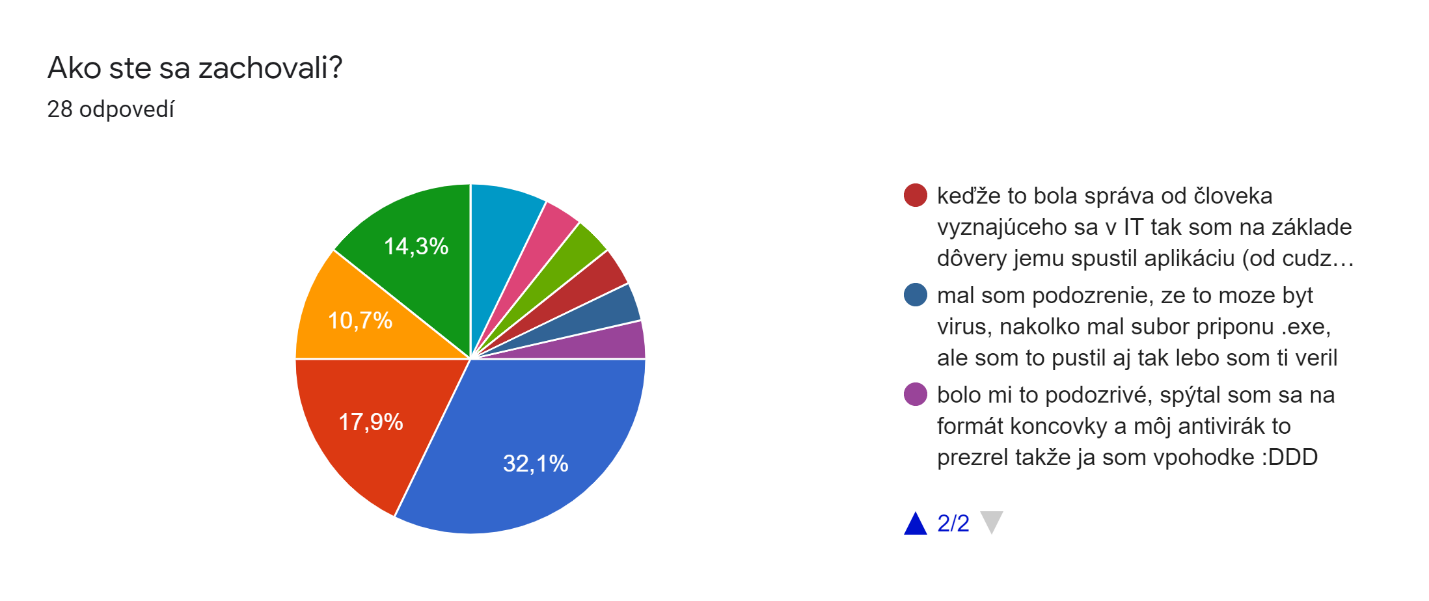 Ako ste sa zachovali?
28 odpovedí
14,3%
10,7%
17,9%
32,1%
keďže to bola správa od človeka
vyznajúceho sa v IT tak som na základe
dôvery jemu spustil aplikáciu (od cudz…
mal som podozrenie, ze to moze byt
virus, nakolko mal subor priponu .exe,
ale som to pustil aj tak lebo som ti veril
bolo mi to podozrivé, spýtal som sa na
formát koncovky a môj antivirák to
prezrel takže ja som vpohodke :DDD
2/2